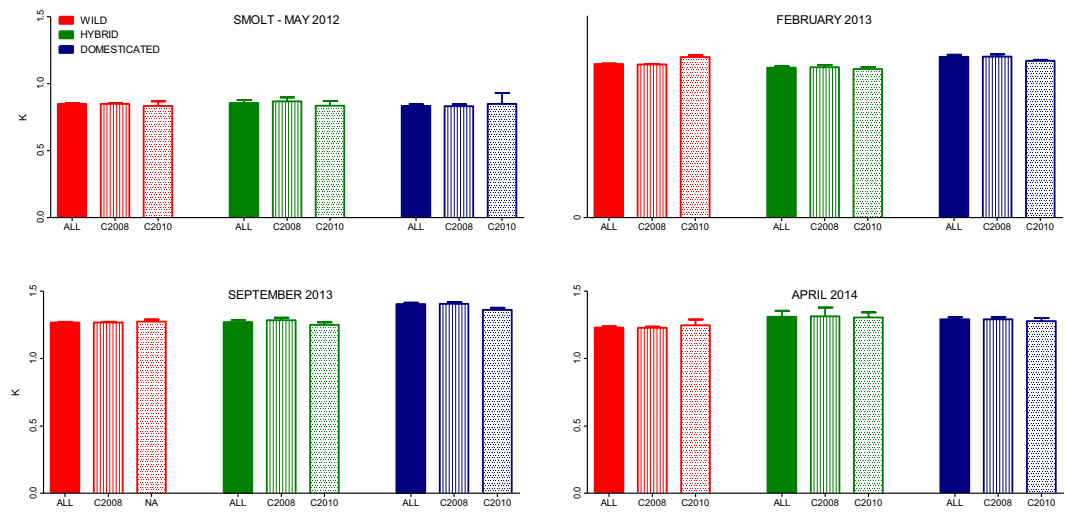 SMOLT - MAY 2012
1.5
WILD
HYBRID
DOMESTICATED
1.0
K
0.5
0.0
ALL C2008 C2010 ALL C2008 C2010 ALL C2008 C2010
FEBRUARY 2013
0
ALL C2008 C2010 ALL C2008 C2010 ALL C2008 C2010
SEPTEMBER 2013
1.5
1.0
K
0.5
0.0
ALL C2008 NA ALL C2008 C2010 ALL C2008 C2010
APRIL 2014
1.5
1.0
0.5
0.0
ALL C2008 C2010 ALL C2008 C2010 ALL C2008 C2010